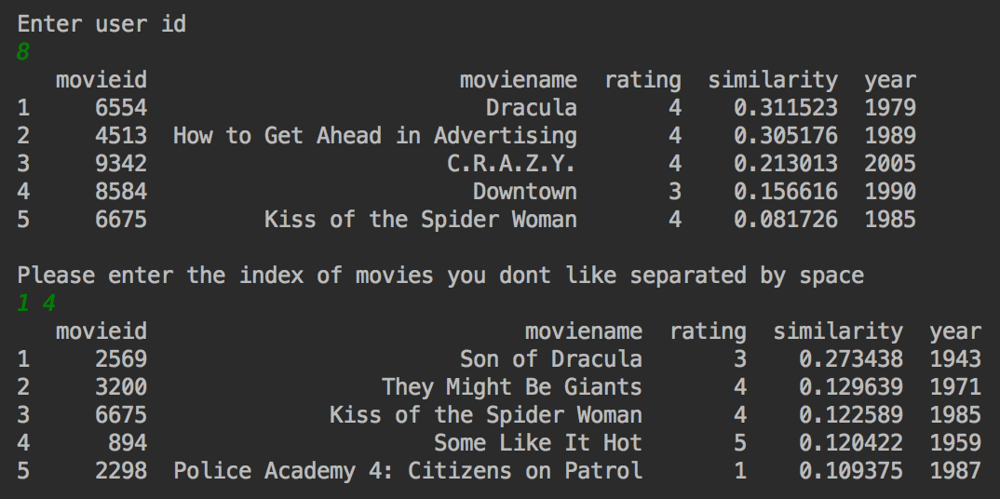 Enter user id
8
movieid moviename rating similarity year
1 6554 Dracula 4 0.311523 1979
2 4513 How to Get Ahead in Advertising 4 0.305176 1989
3 9342 C.R.A.Z.Y. 4 0.213013 2005
4 8584 Downtown 3 0.156616 1990
5 6675 Kiss of the Spider Woman 4 0.081726 1985
Please enter the index of movies you dont like separated by space
1 4
movieid moviename rating similarity year
1 2569 Son of Dracula 3 0.273438 1943
2 3200 They Might Be Giants 4 0.129639 1971
3 6675 Kiss of the Spider Woman 4 0.122589 1985
4 894 Some Like It Hot 5 0.120422 1959
5 2298 Police Academy 4: Citizens on Patrol 1 0.109375 1987